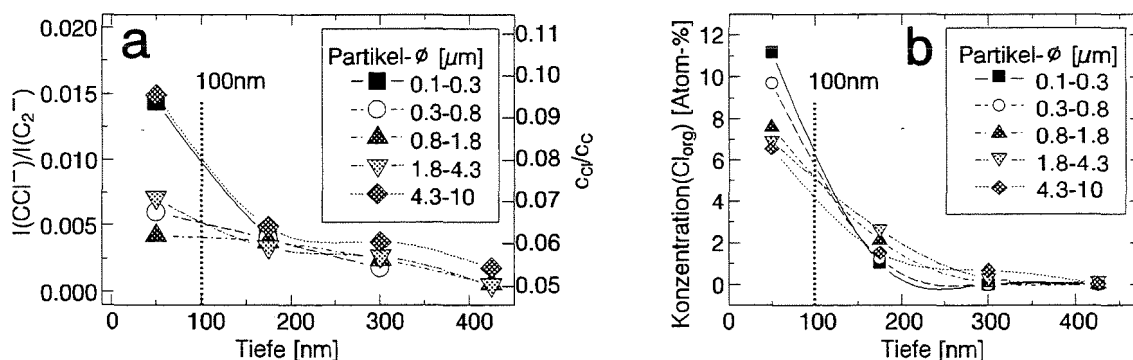 a
I(CCl⁻)/I(C₂⁻)
0.020
0.015
0.010
0.005
0.000
0 100 200 300 400
Tiefe [nm]
100nm
Partikel-ø [µm]
0.1-0.3
0.3-0.8
0.8-1.8
1.8-4.3
4.3-10
0.11
0.10
0.09
0.08
0.07
0.06
0.05
c_Cl/c_C
b
Konzentration(Cl_org) [Atom-%]
12
10
8
6
4
2
0
0 100 200 300 400
Tiefe [nm]
100nm
Partikel-ø [µm]
0.1-0.3
0.3-0.8
0.8-1.8
1.8-4.3
4.3-10